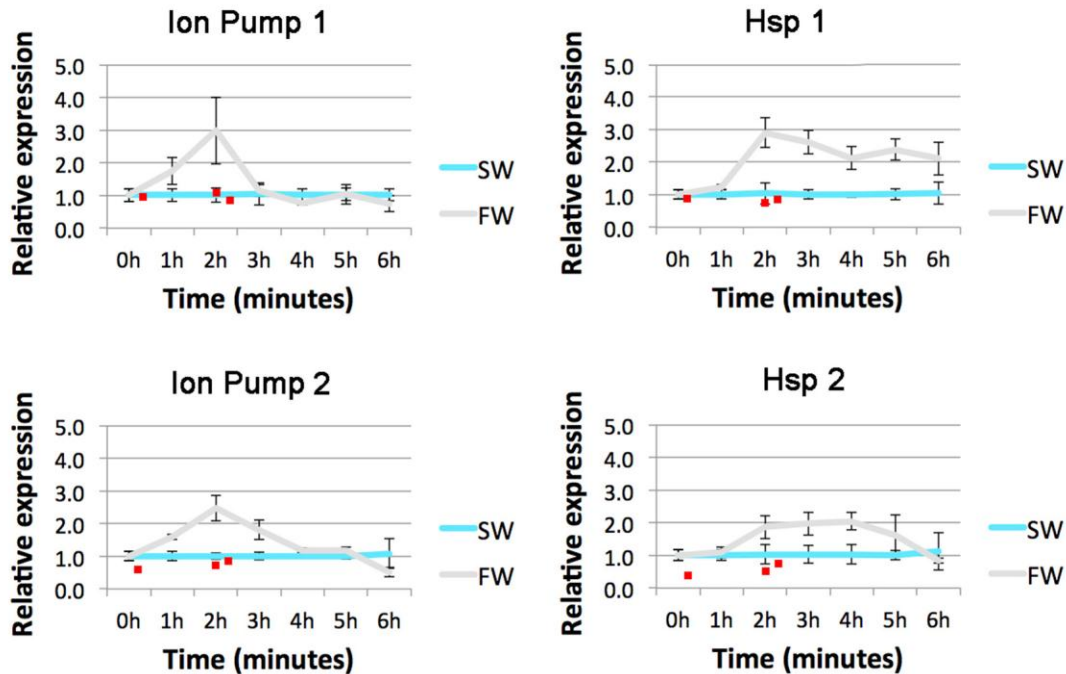 Ion Pump 1
Relative expression
5.0
4.0
3.0
2.0
1.0
0.0
0h 1h 2h 3h 4h 5h 6h
Time (minutes)
SW
FW
Hsp 1
Relative expression
5.0
4.0
3.0
2.0
1.0
0.0
0h 1h 2h 3h 4h 5h 6h
Time (minutes)
SW
FW
Ion Pump 2
Relative expression
5.0
4.0
3.0
2.0
1.0
0.0
0h 1h 2h 3h 4h 5h 6h
Time (minutes)
SW
FW
Hsp 2
Relative expression
5.0
4.0
3.0
2.0
1.0
0.0
0h 1h 2h 3h 4h 5h 6h
Time (minutes)
SW
FW